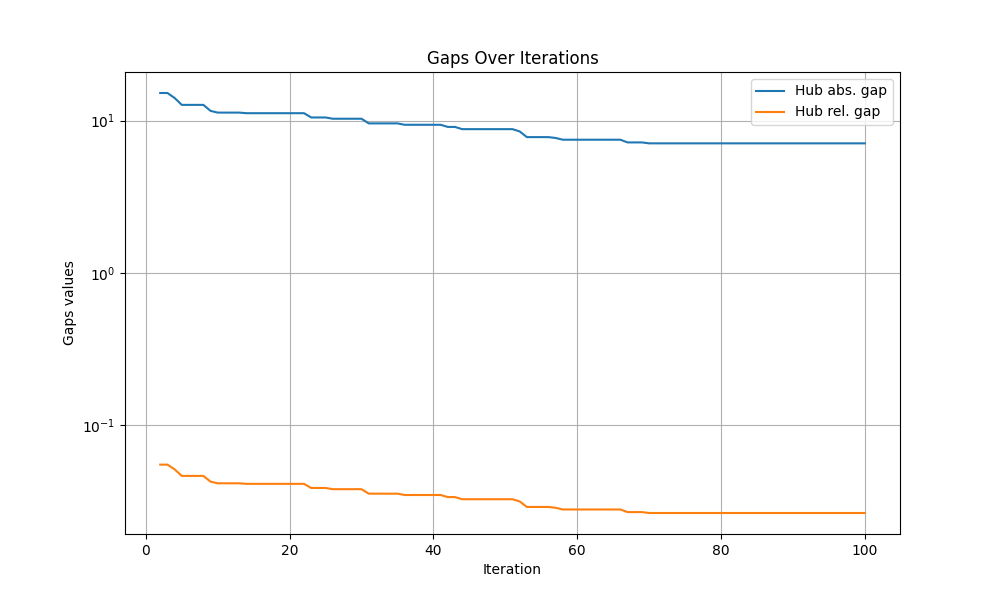 Gaps Over Iterations
Hub abs. gap
Hub rel. gap
10¹
10⁰
10⁻¹
Gaps values
0 20 40 60 80 100
Iteration